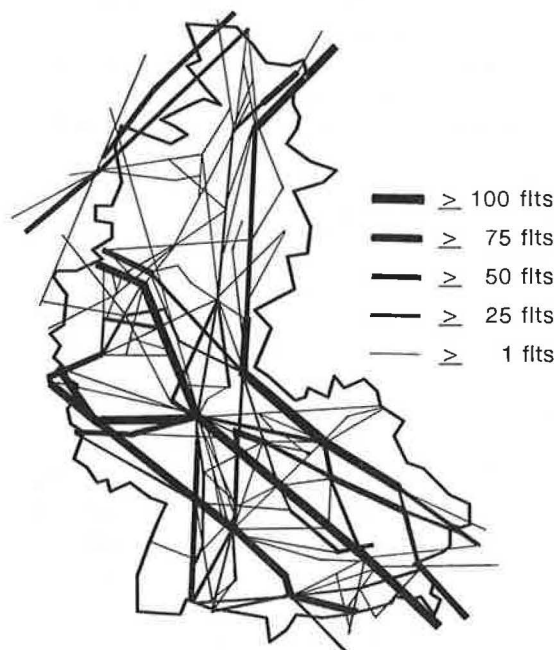 ≥ 100 flts
≥ 75 flts
≥ 50 flts
≥ 25 flts
≥ 1 flts